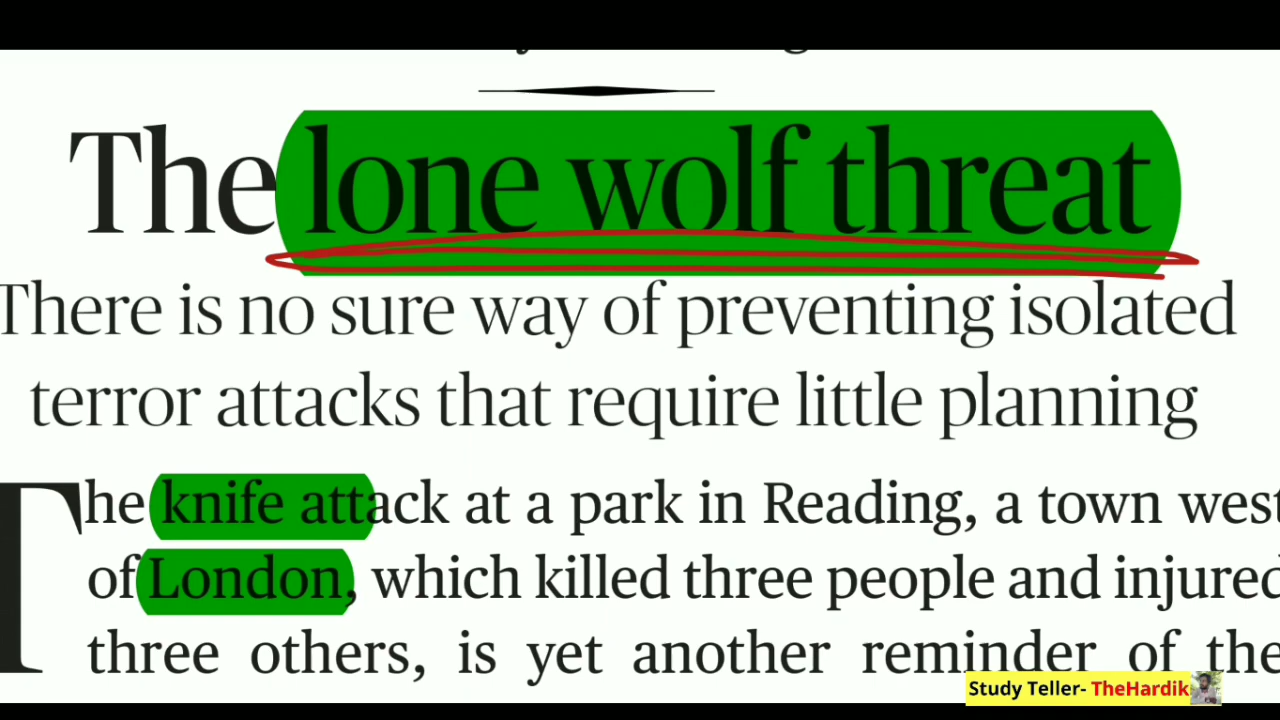 The lone wolf threat
There is no sure way of preventing isolated
terror attacks that require little planning
The knife attack at a park in Reading, a town west
of London, which killed three people and injured
three others, is yet another reminder of the
Study Teller- TheHardik